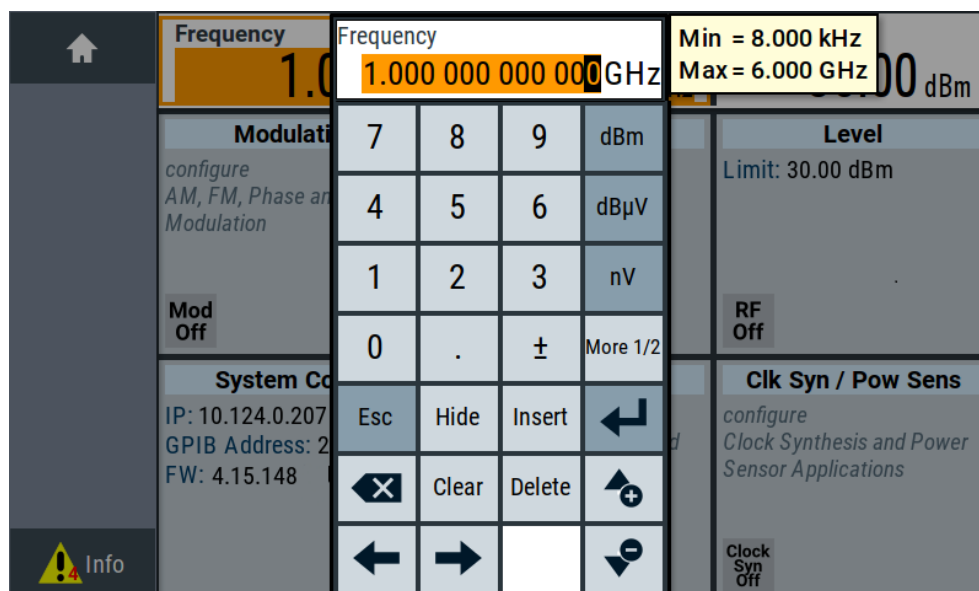 Frequency
1.0
Frequency
1.000 000 000 000 GHz
Min = 8.000 kHz
Max = 6.000 GHz
00 dBm
Modulati
configure
AM, FM, Phase an
Modulation
Mod
Off
7 8 9 dBm
4 5 6 dBµV
1 2 3 nV
0 . ± More 1/2
Esc Hide Insert
Clear Delete
Level
Limit: 30.00 dBm
RF
Off
System Co
IP: 10.124.0.207
GPIB Address: 2
FW: 4.15.148
d
Clk Syn / Pow Sens
configure
Clock Synthesis and Power
Sensor Applications
Clock
Syn
Off
4 Info